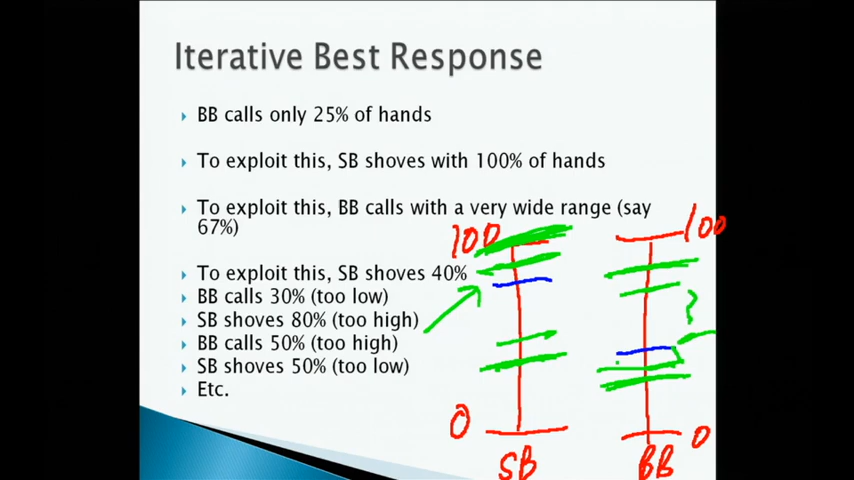 Iterative Best Response
BB calls only 25% of hands
To exploit this, SB shoves with 100% of hands
To exploit this, BB calls with a very wide range (say
67%)
To exploit this, SB shoves 40%
BB calls 30% (too low)
SB shoves 80% (too high)
BB calls 50% (too high)
SB shoves 50% (too low)
Etc.
100
100
?
0
0
SB
BB